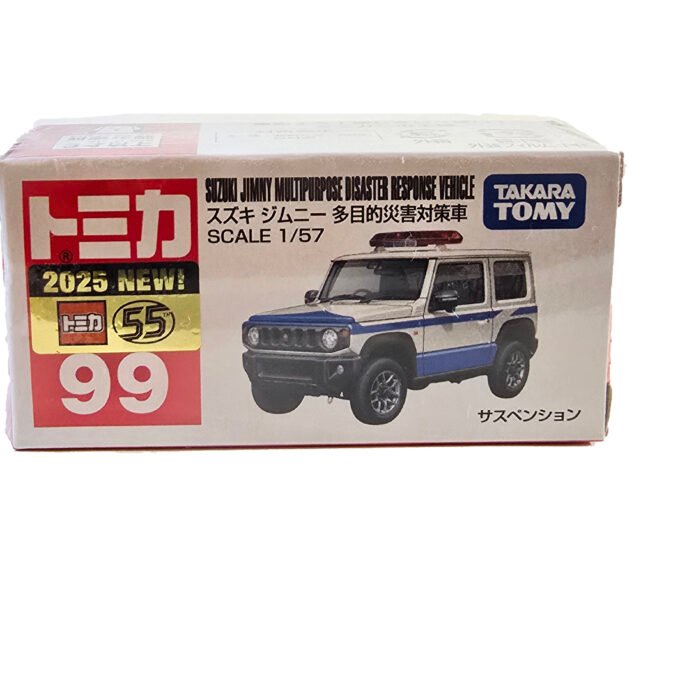 トミカ
®
2025 NEW!
トミカ 55
99
SUZUKI JIMNY MULTIPURPOSE DISASTER RESPONSE VEHICLE
スズキ ジムニー 多目的災害対策車
SCALE 1/57
TAKARA
TOMY
サスペンション